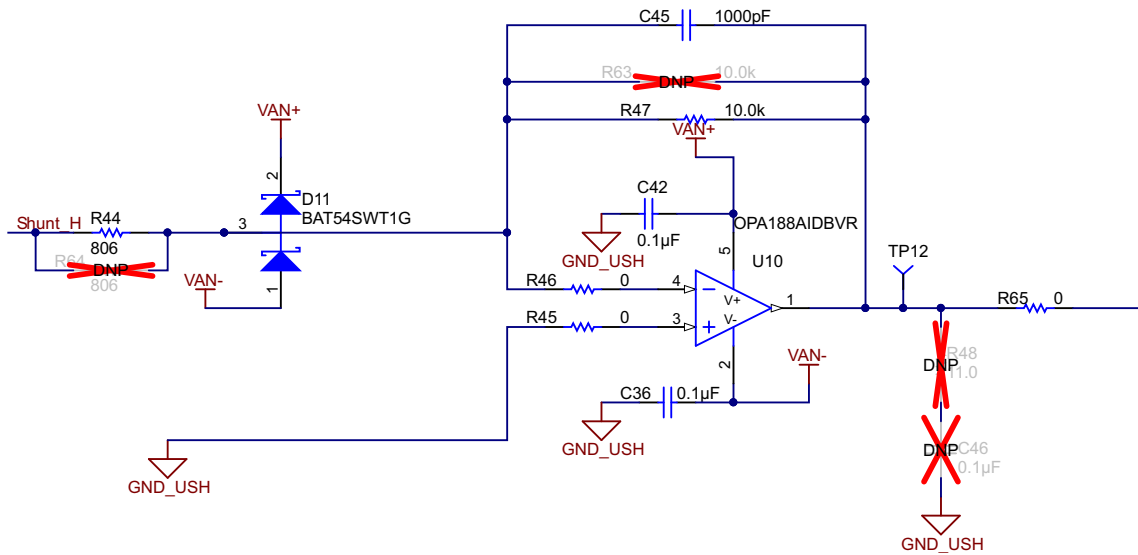 C45 1000pF
R63 DNP 10.0k
R47 10.0k
VAN+
VAN+
D11
BAT54SWT1G
2
3
1
Shunt_H
R44
806
R64 DNP
806
VAN-
C42
0.1µF
GND_USH
OPA188AIDBVR
5
U10
R46 0 4
R45 0 3
V+
V-
1
2
TP12
R65 0
VAN-
C36 0.1µF
GND_USH
GND_USH
R48
DNP
11.0
DNP C46
0.1µF
GND_USH